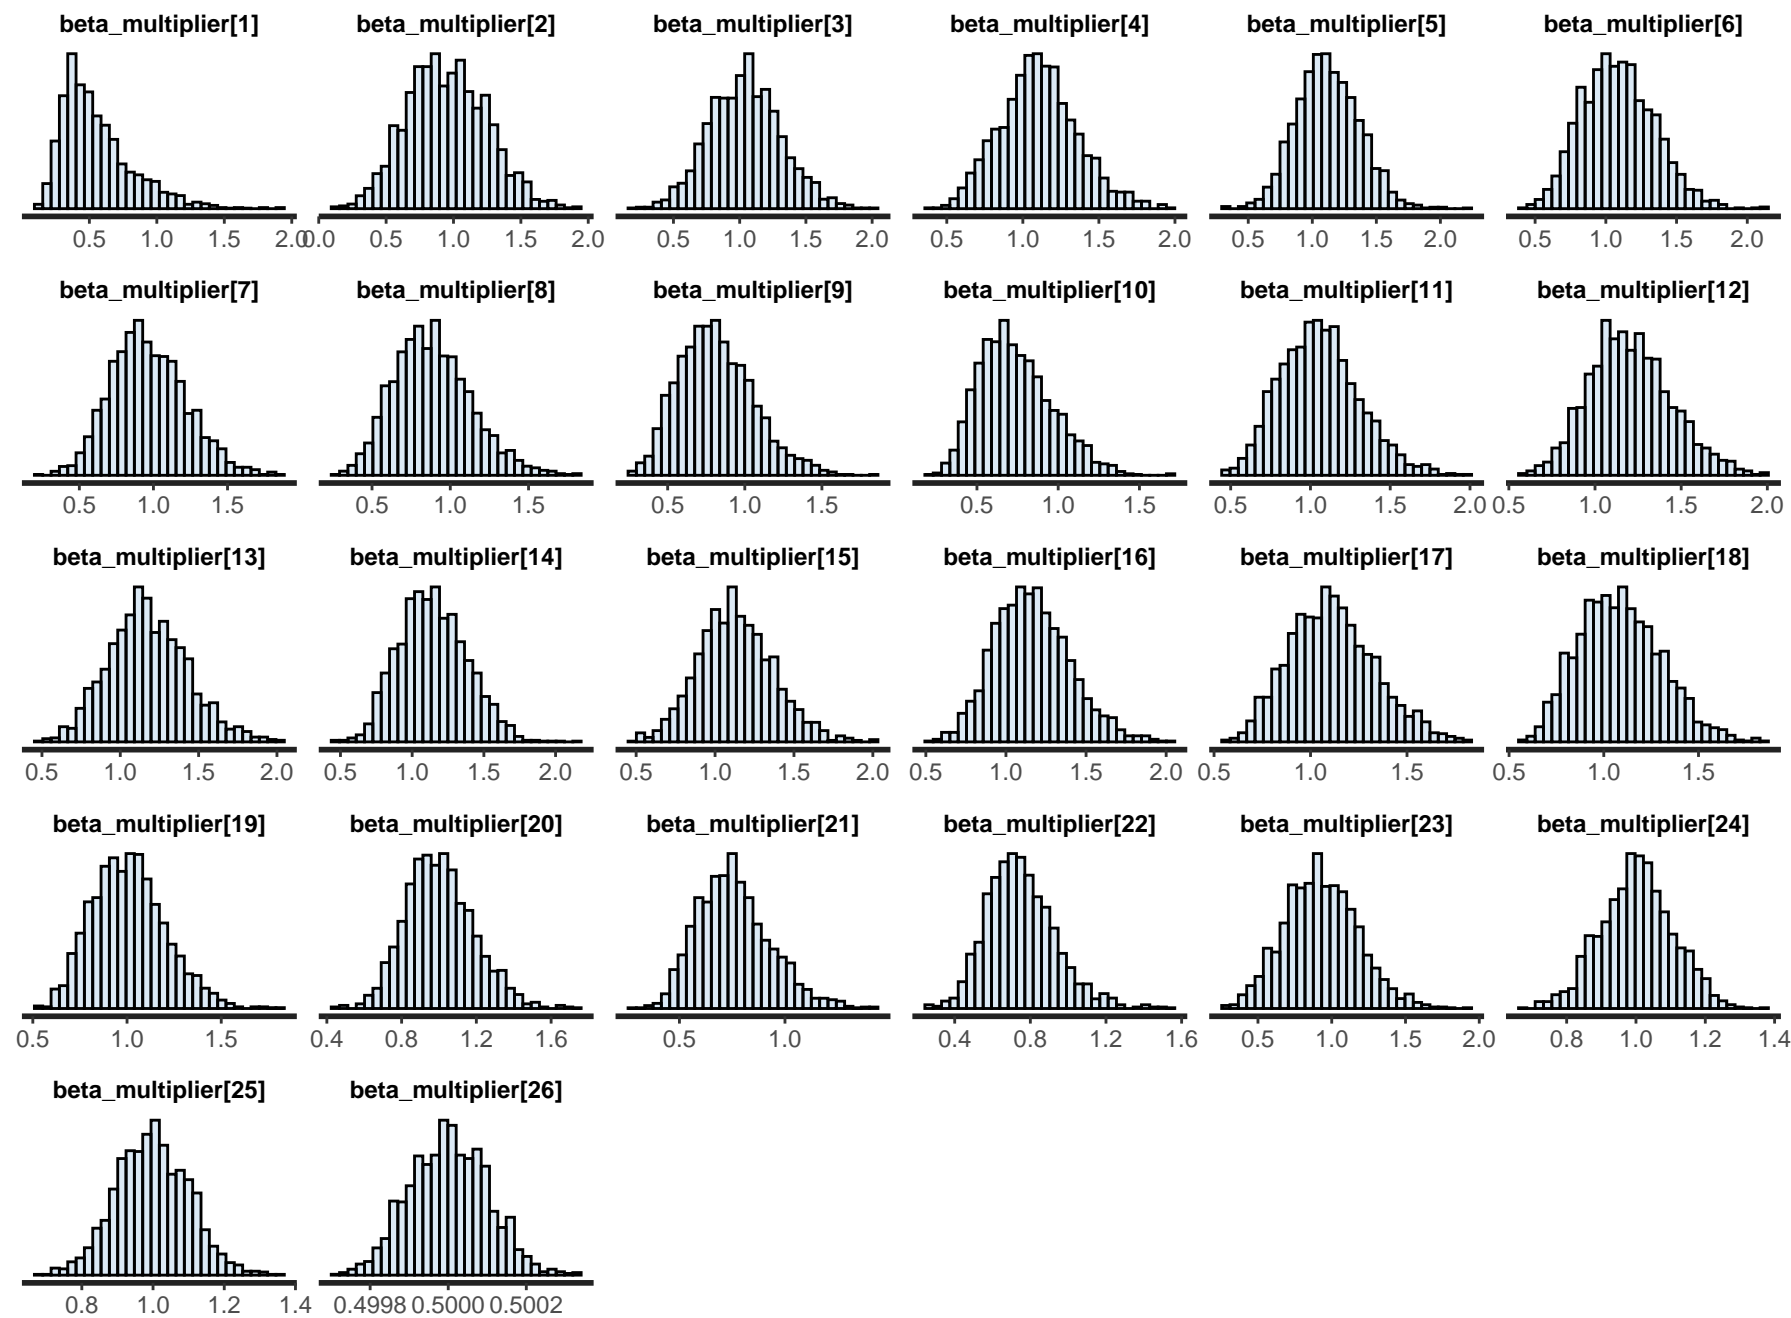 beta_multiplier[1] beta_multiplier[2] beta_multiplier[3] beta_multiplier[4] beta_multiplier[5] beta_multiplier[6]
0.5 1.0 1.5 2.0 0.0 0.5 1.0 1.5 2.0 0.5 1.0 1.5 2.0 0.5 1.0 1.5 2.0 0.5 1.0 1.5 2.0 0.5 1.0 1.5 2.0
beta_multiplier[7] beta_multiplier[8] beta_multiplier[9] beta_multiplier[10] beta_multiplier[11] beta_multiplier[12]
0.5 1.0 1.5 0.5 1.0 1.5 0.5 1.0 1.5 0.5 1.0 1.5 0.5 1.0 1.5 2.0 0.5 1.0 1.5 2.0
beta_multiplier[13] beta_multiplier[14] beta_multiplier[15] beta_multiplier[16] beta_multiplier[17] beta_multiplier[18]
0.5 1.0 1.5 2.0 0.5 1.0 1.5 2.0 0.5 1.0 1.5 2.0 0.5 1.0 1.5 2.0 0.5 1.0 1.5 0.5 1.0 1.5
beta_multiplier[19] beta_multiplier[20] beta_multiplier[21] beta_multiplier[22] beta_multiplier[23] beta_multiplier[24]
0.5 1.0 1.5 0.4 0.8 1.2 1.6 0.5 1.0 0.4 0.8 1.2 1.6 0.5 1.0 1.5 2.0 0.8 1.0 1.2 1.4
beta_multiplier[25] beta_multiplier[26]
0.8 1.0 1.2 1.4 0.4998 0.5000 0.5002